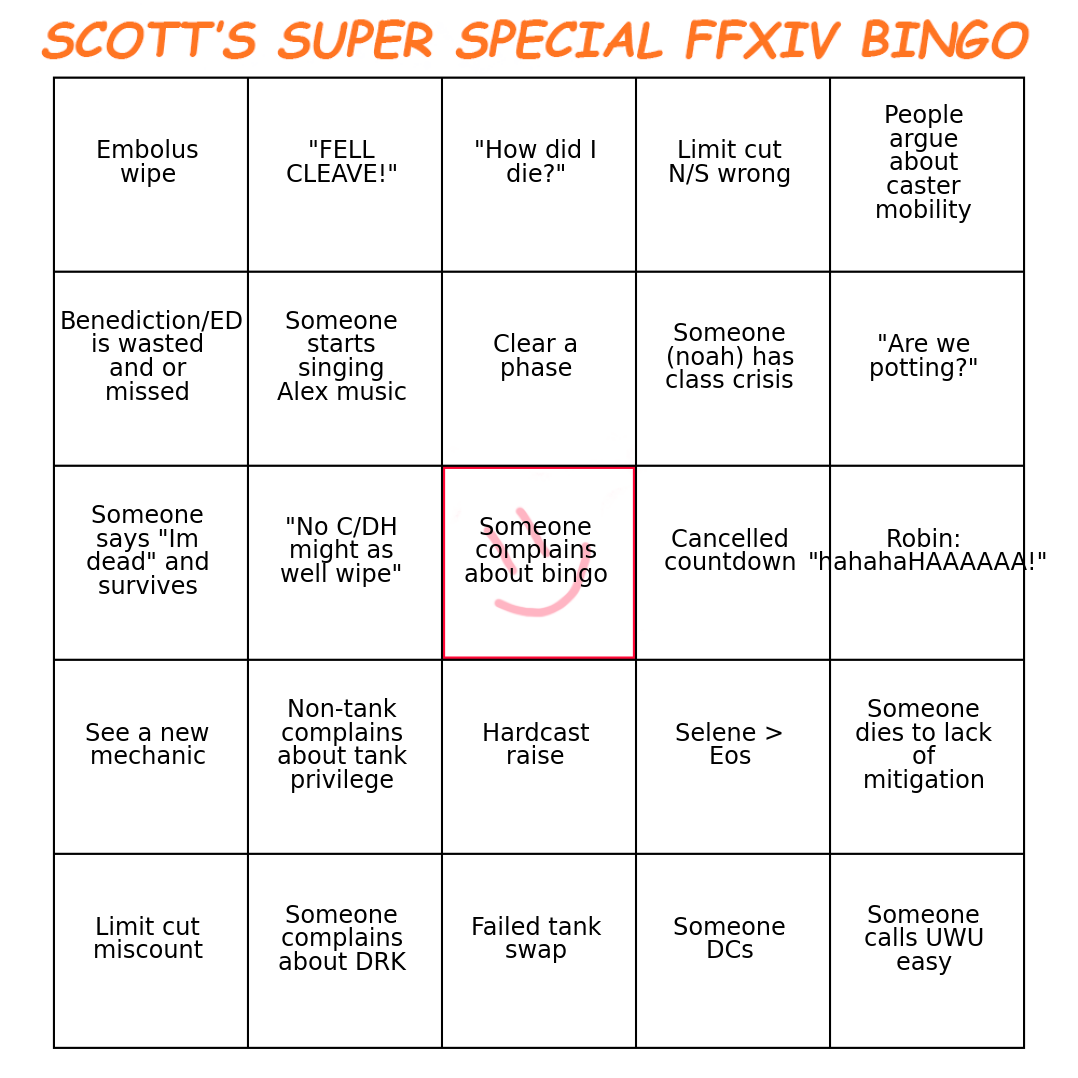 SCOTT'S SUPER SPECIAL FFXIV BINGO
Embolus
wipe
"FELL
CLEAVE!"
"How did I
die?"
Limit cut
N/S wrong
People
argue
about
caster
mobility
Benediction/ED
is wasted
and or
missed
Someone
starts
singing
Alex music
Clear a
phase
Someone
(noah) has
class crisis
"Are we
potting?"
Someone
says "Im
dead" and
survives
"No C/DH
might as
well wipe"
Someone
complains
about bingo
Cancelled
countdown
Robin:
"hahahaHAAAAAA!"
See a new
mechanic
Non-tank
complains
about tank
privilege
Hardcast
raise
Selene >
Eos
Someone
dies to lack
of
mitigation
Limit cut
miscount
Someone
complains
about DRK
Failed tank
swap
Someone
DCs
Someone
calls UWU
easy